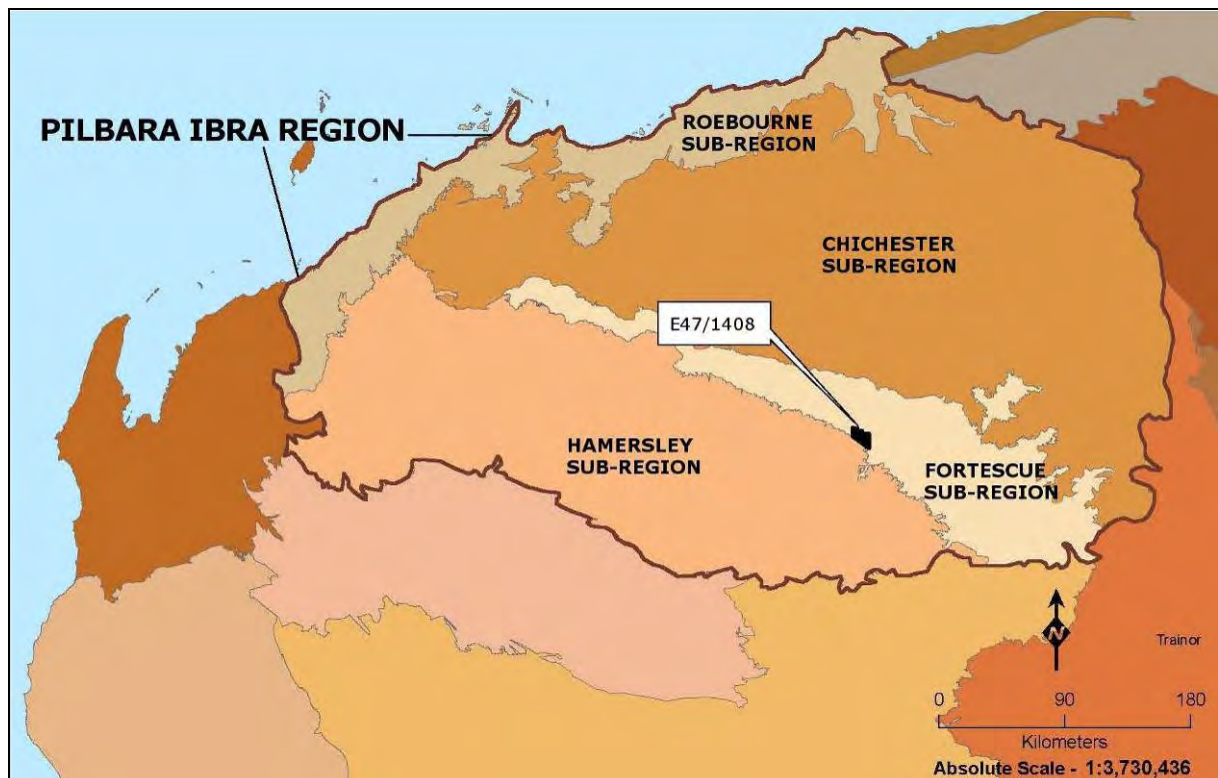 PILBARA IBRA REGION
ROEBOURNE
SUB-REGION
CHICHESTER
SUB-REGION
E47/1408
HAMERSLEY
SUB-REGION
FORTESCUE
SUB-REGION
N
Trainor
0 90 180
Kilometers
Absolute Scale - 1:3,730,436